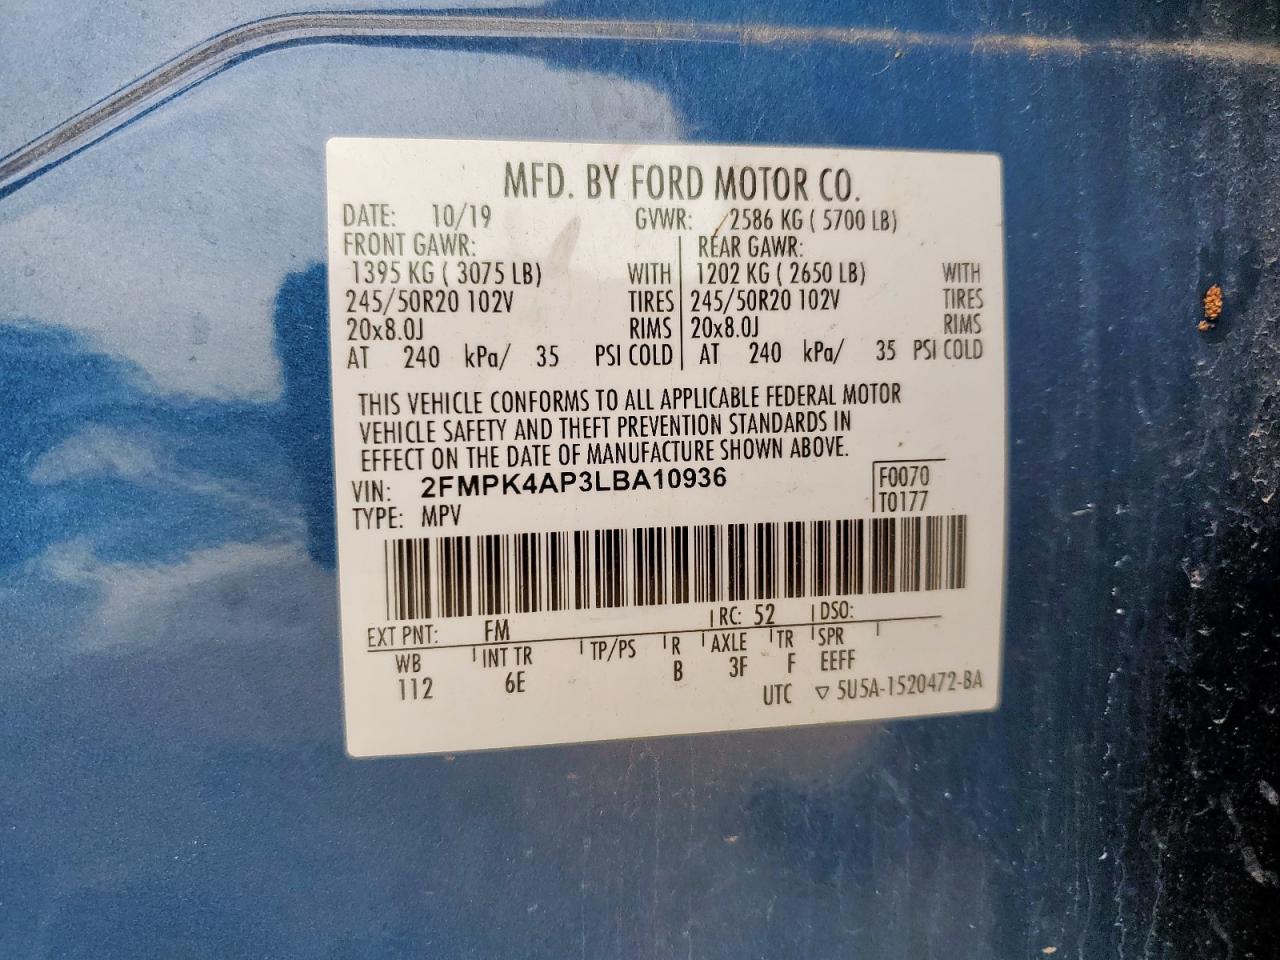 MFD. BY FORD MOTOR CO.
DATE: 10/19 GVWR: 2586 KG ( 5700 LB)
FRONT GAWR: REAR GAWR:
1395 KG ( 3075 LB) WITH 1202 KG ( 2650 LB) WITH
245/50R20 102V TIRES 245/50R20 102V TIRES
20x8.0J RIMS 20x8.0J RIMS
AT 240 kPa/ 35 PSI COLD AT 240 kPa/ 35 PSI COLD
THIS VEHICLE CONFORMS TO ALL APPLICABLE FEDERAL MOTOR
VEHICLE SAFETY AND THEFT PREVENTION STANDARDS IN
EFFECT ON THE DATE OF MANUFACTURE SHOWN ABOVE.
VIN: 2FMPK4AP3LBA10936 F0070
TYPE: MPV T0177
EXT PNT: FM RC: 52 DSO:
WB INT TR TP/PS R AXLE TR SPR
112 6E B 3F F EEFF
UTC ▽ 5U5A-1520472-BA